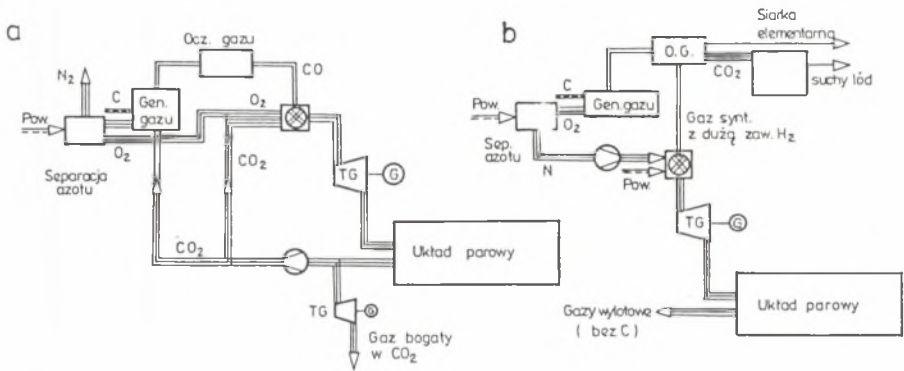 a
Ocz. gazu
N2
C
Gen.
gazu
O2
CO
Pow.
O2
CO2
Separacja
azotu
TG
G
CO2
Układ parowy
TG
G
Gaz bogaty
w CO2
b
Siarka
elementarna
O.G.
CO2
suchy lód
C
Pow.
Gen.gazu
O2
Sep.
azotu
Gaz synt.
z dużą zaw. H2
N
Pow.
TG
G
Gazy wylotowe
( bez C )
Układ parowy